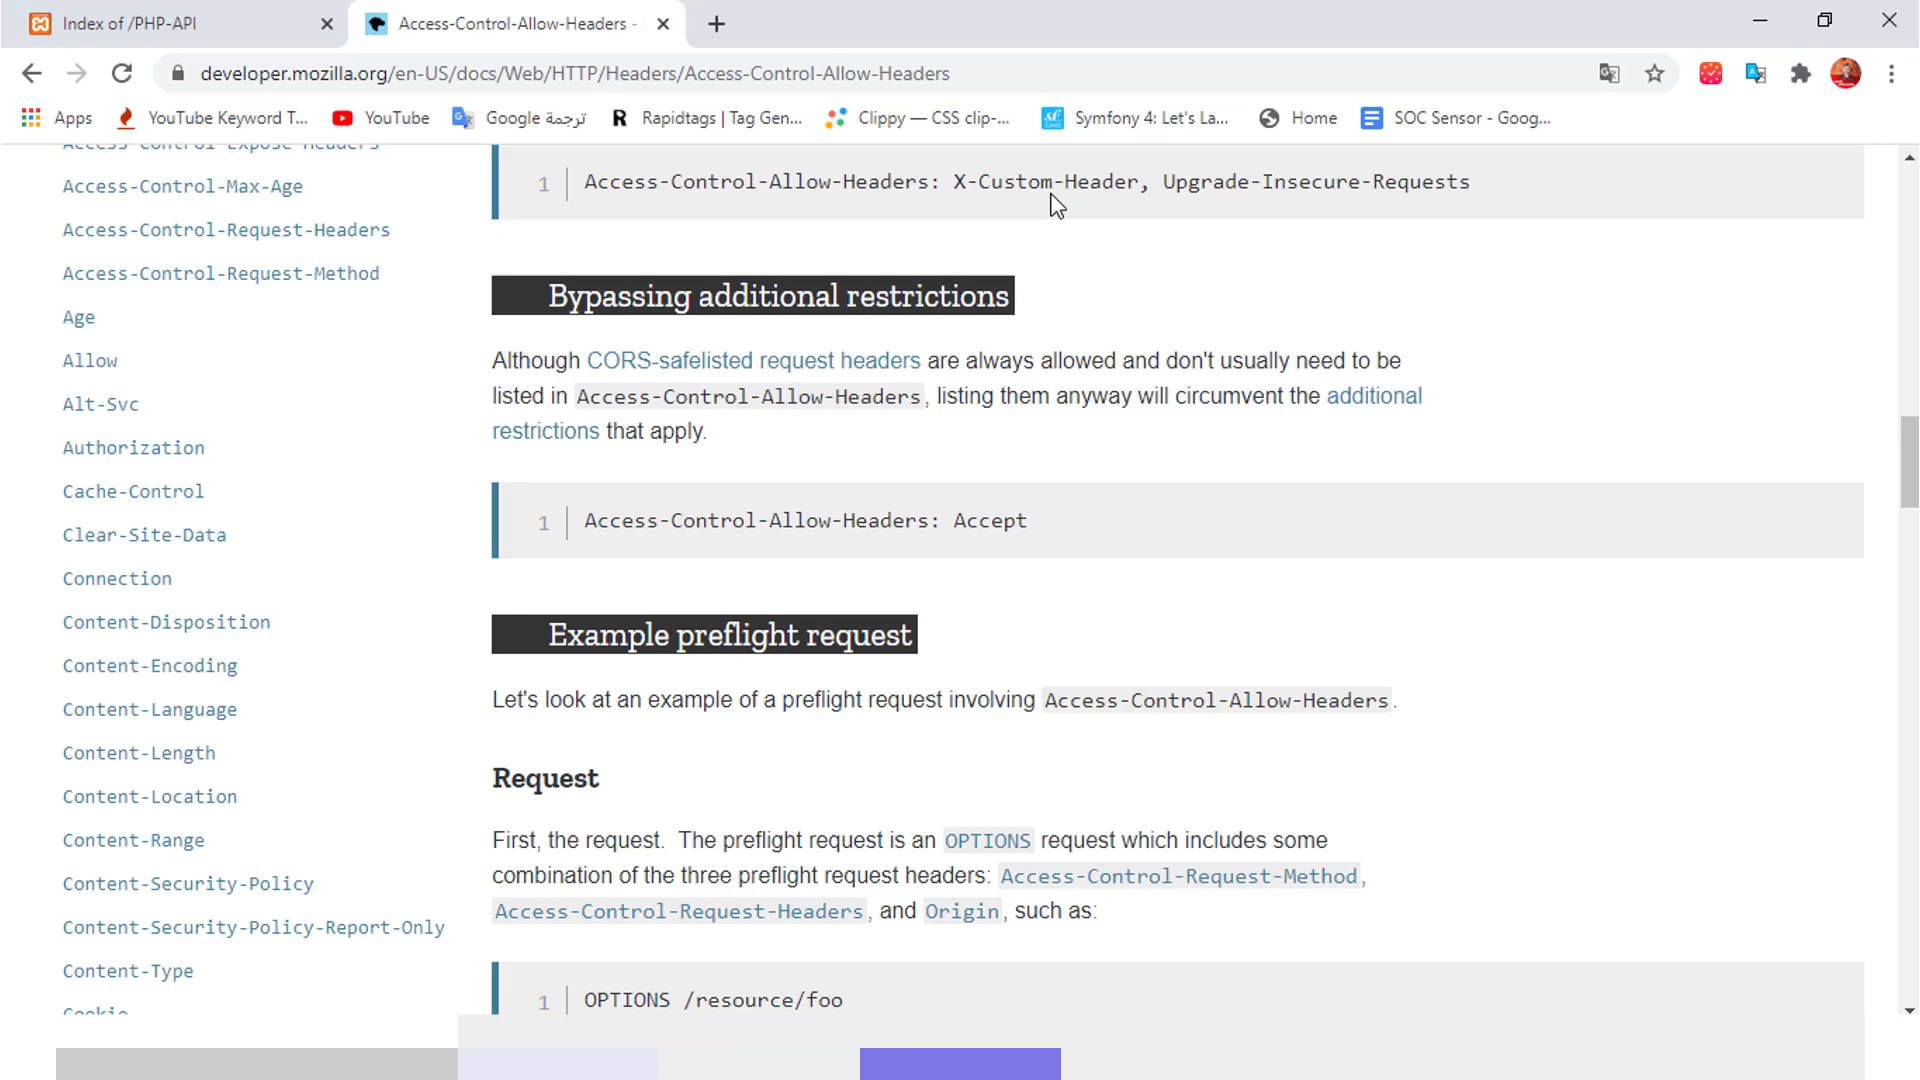 Index of /PHP-API
Access-Control-Allow-Headers -
developer.mozilla.org/en-US/docs/Web/HTTP/Headers/Access-Control-Allow-Headers
Apps
YouTube Keyword T...
YouTube
ترجمة Google
Rapidtags | Tag Gen...
Clippy — CSS clip-...
Symfony 4: Let's La...
Home
SOC Sensor - Goog...
Access-Control-Expose-Headers
Access-Control-Max-Age
Access-Control-Request-Headers
Access-Control-Request-Method
Age
Allow
Alt-Svc
Authorization
Cache-Control
Clear-Site-Data
Connection
Content-Disposition
Content-Encoding
Content-Language
Content-Length
Content-Location
Content-Range
Content-Security-Policy
Content-Security-Policy-Report-Only
Content-Type
Cookie
1 Access-Control-Allow-Headers: X-Custom-Header, Upgrade-Insecure-Requests
Bypassing additional restrictions
Although CORS-safelisted request headers are always allowed and don't usually need to be
listed in Access-Control-Allow-Headers, listing them anyway will circumvent the additional
restrictions that apply.
1 Access-Control-Allow-Headers: Accept
Example preflight request
Let's look at an example of a preflight request involving Access-Control-Allow-Headers.
Request
First, the request.  The preflight request is an OPTIONS request which includes some
combination of the three preflight request headers: Access-Control-Request-Method,
Access-Control-Request-Headers, and Origin, such as:
1 OPTIONS /resource/foo